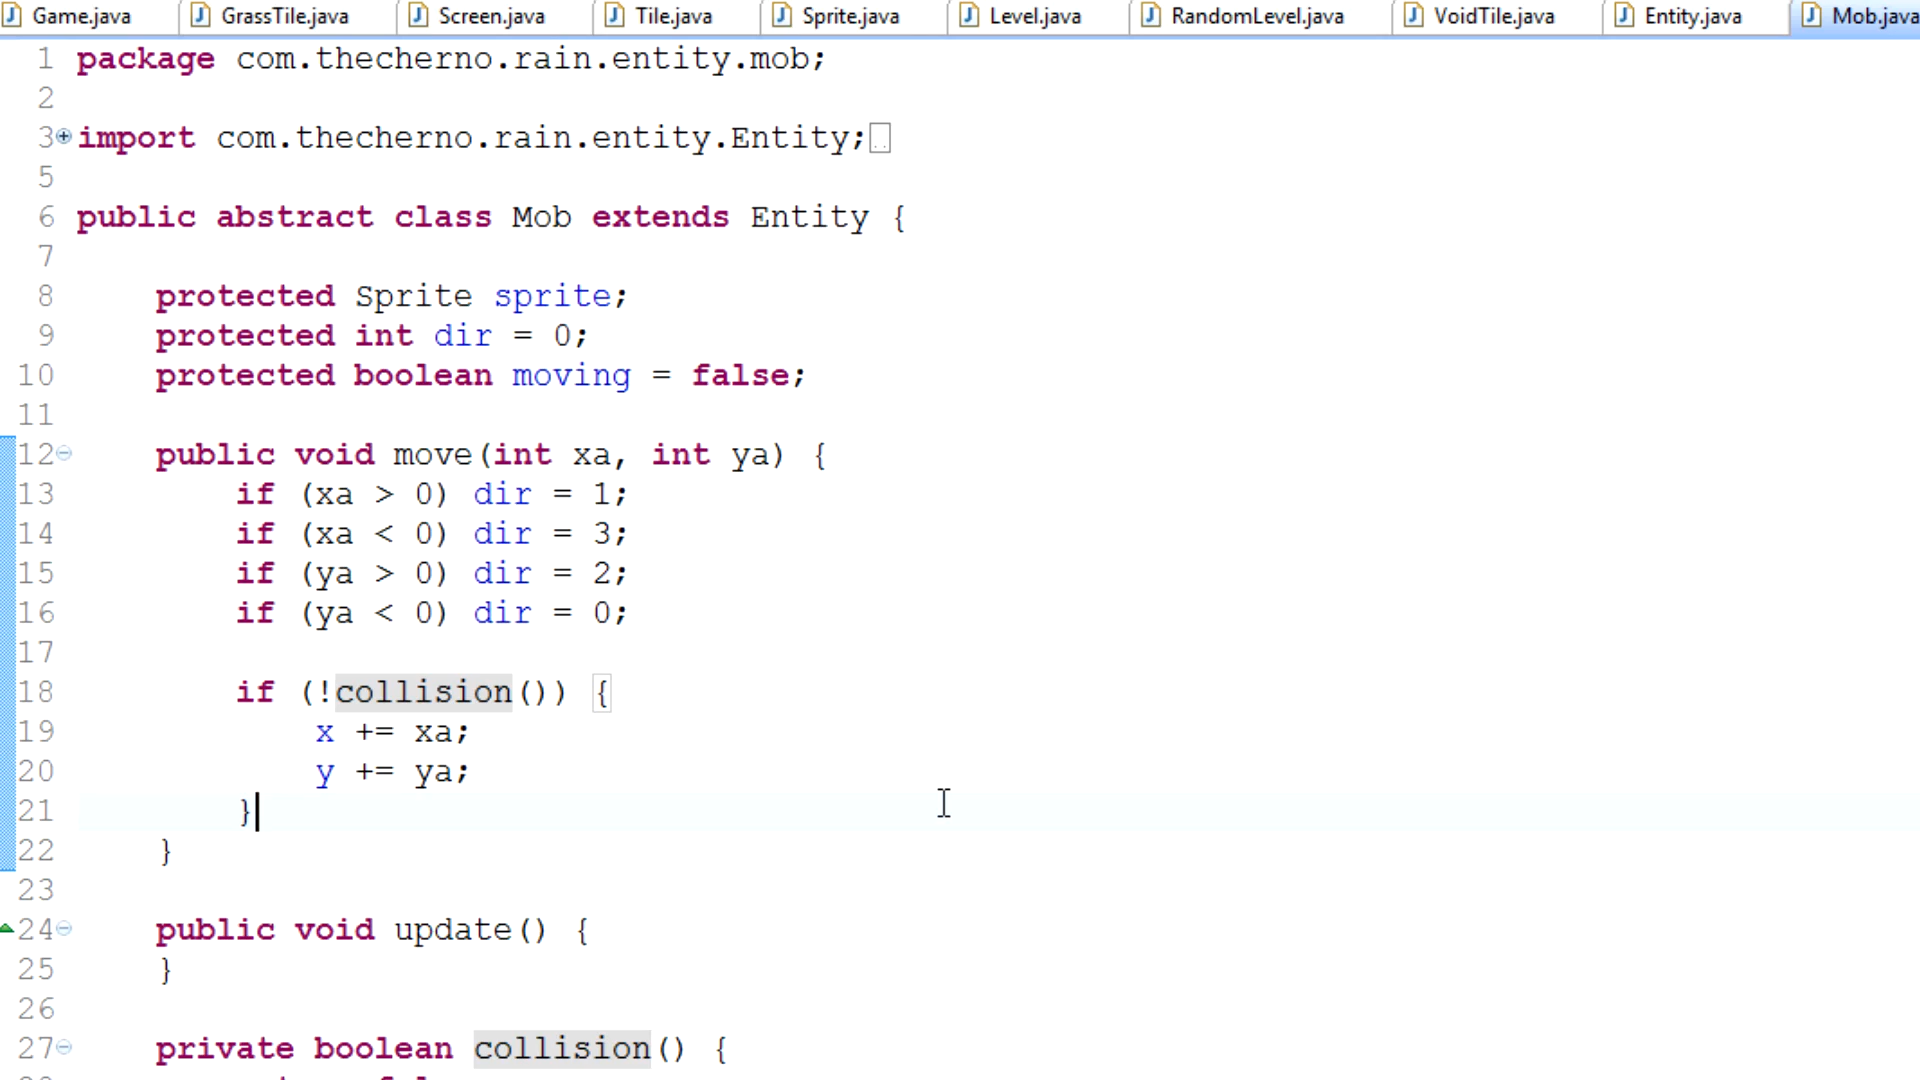 Game.java GrassTile.java Screen.java Tile.java Sprite.java Level.java RandomLevel.java VoidTile.java Entity.java Mob.java
1 package com.thecherno.rain.entity.mob;
2
3 import com.thecherno.rain.entity.Entity;
5
6 public abstract class Mob extends Entity {
7
8 protected Sprite sprite;
9 protected int dir = 0;
10 protected boolean moving = false;
11
12 public void move(int xa, int ya) {
13 if (xa > 0) dir = 1;
14 if (xa < 0) dir = 3;
15 if (ya > 0) dir = 2;
16 if (ya < 0) dir = 0;
17
18 if (!collision()) {
19 x += xa;
20 y += ya;
21 }
22 }
23
24 public void update() {
25 }
26
27 private boolean collision() {